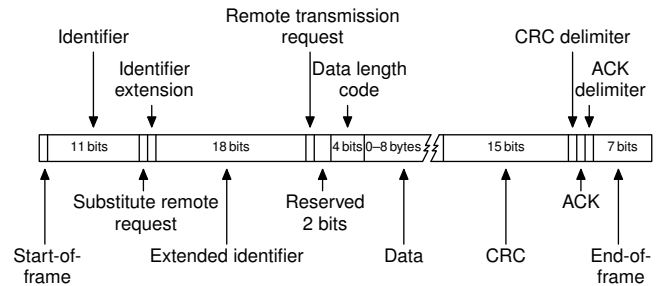 Remote transmission
request
Identifier
CRC delimiter
Identifier
extension
Data length
code
ACK
delimiter
11 bits
18 bits
4 bits
0–8 bytes
15 bits
7 bits
Substitute remote
request
Reserved
2 bits
ACK
Start-of-
frame
Extended identifier
Data
CRC
End-of-
frame